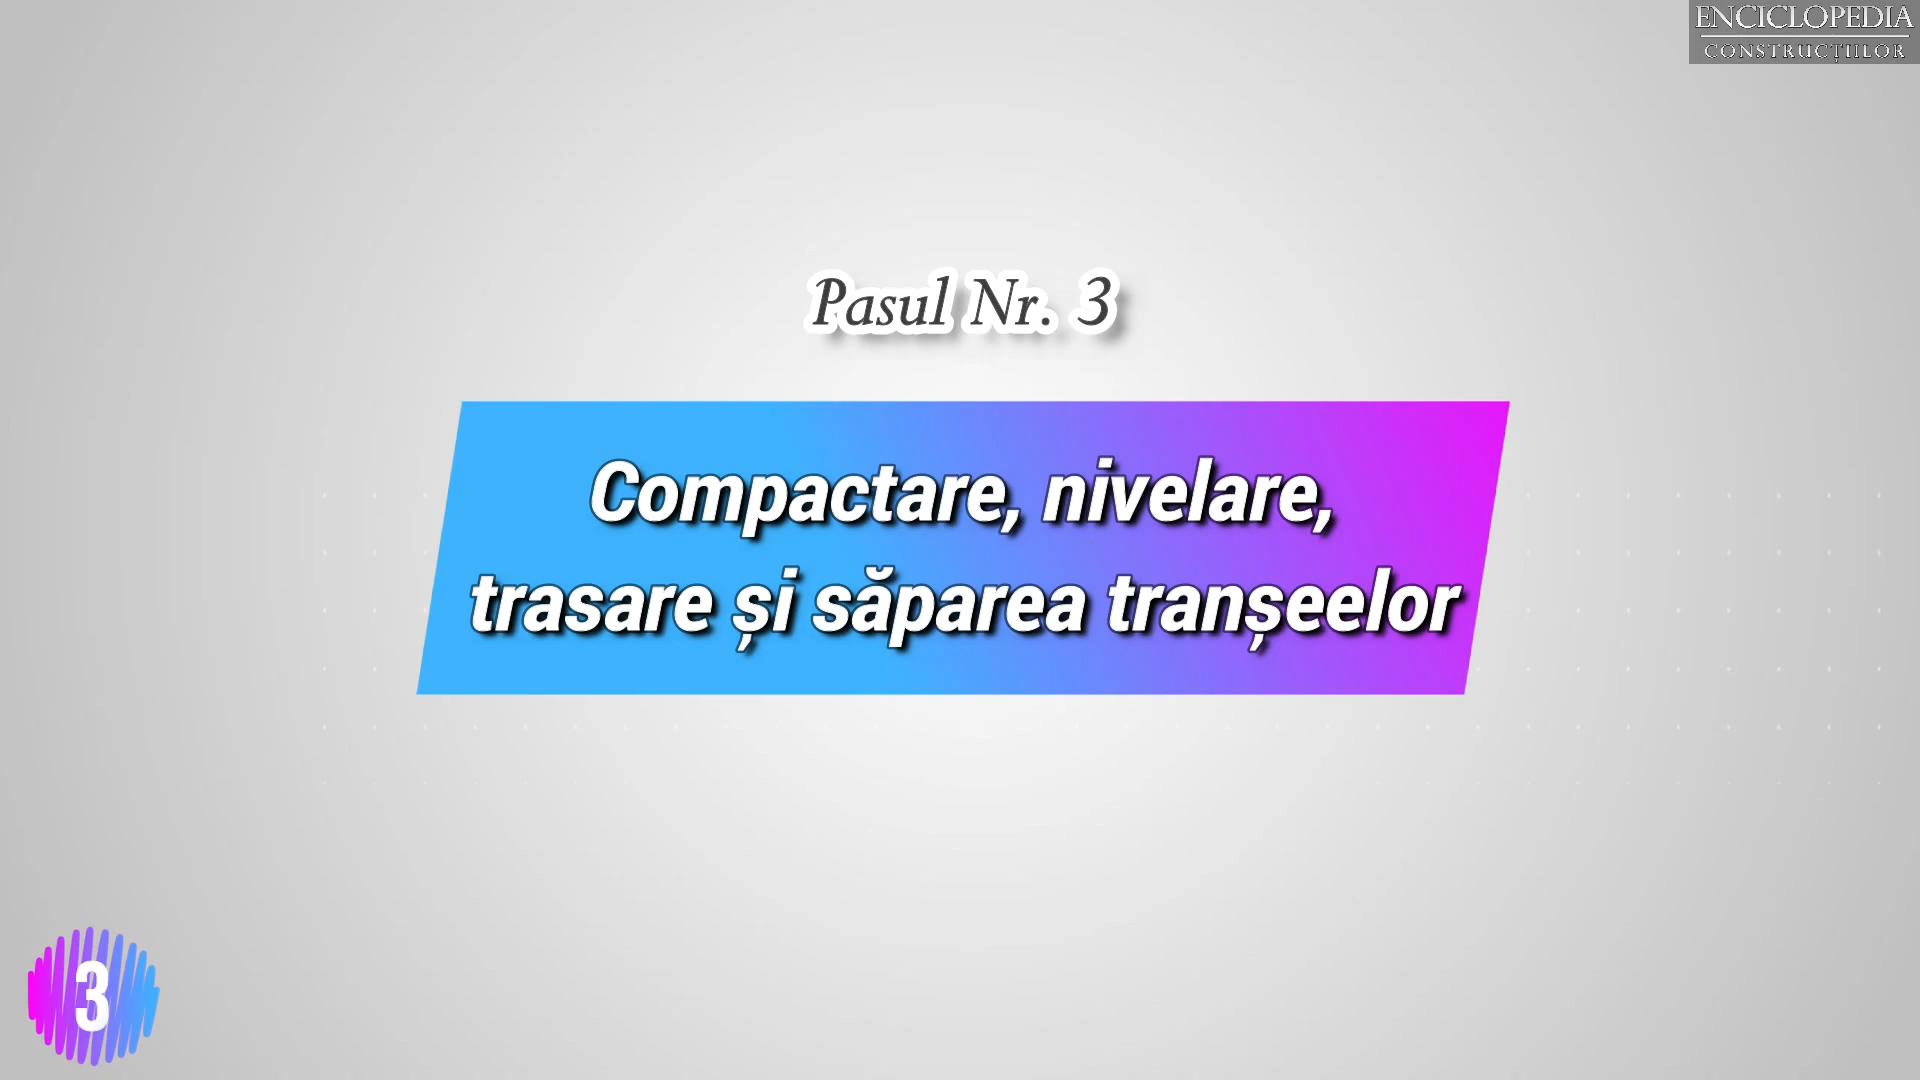 ENCICLOPEDIA
CONSTRUCȚIILOR
Pasul Nr. 3
Compactare, nivelare,
trasare și săparea tranșeelor
3